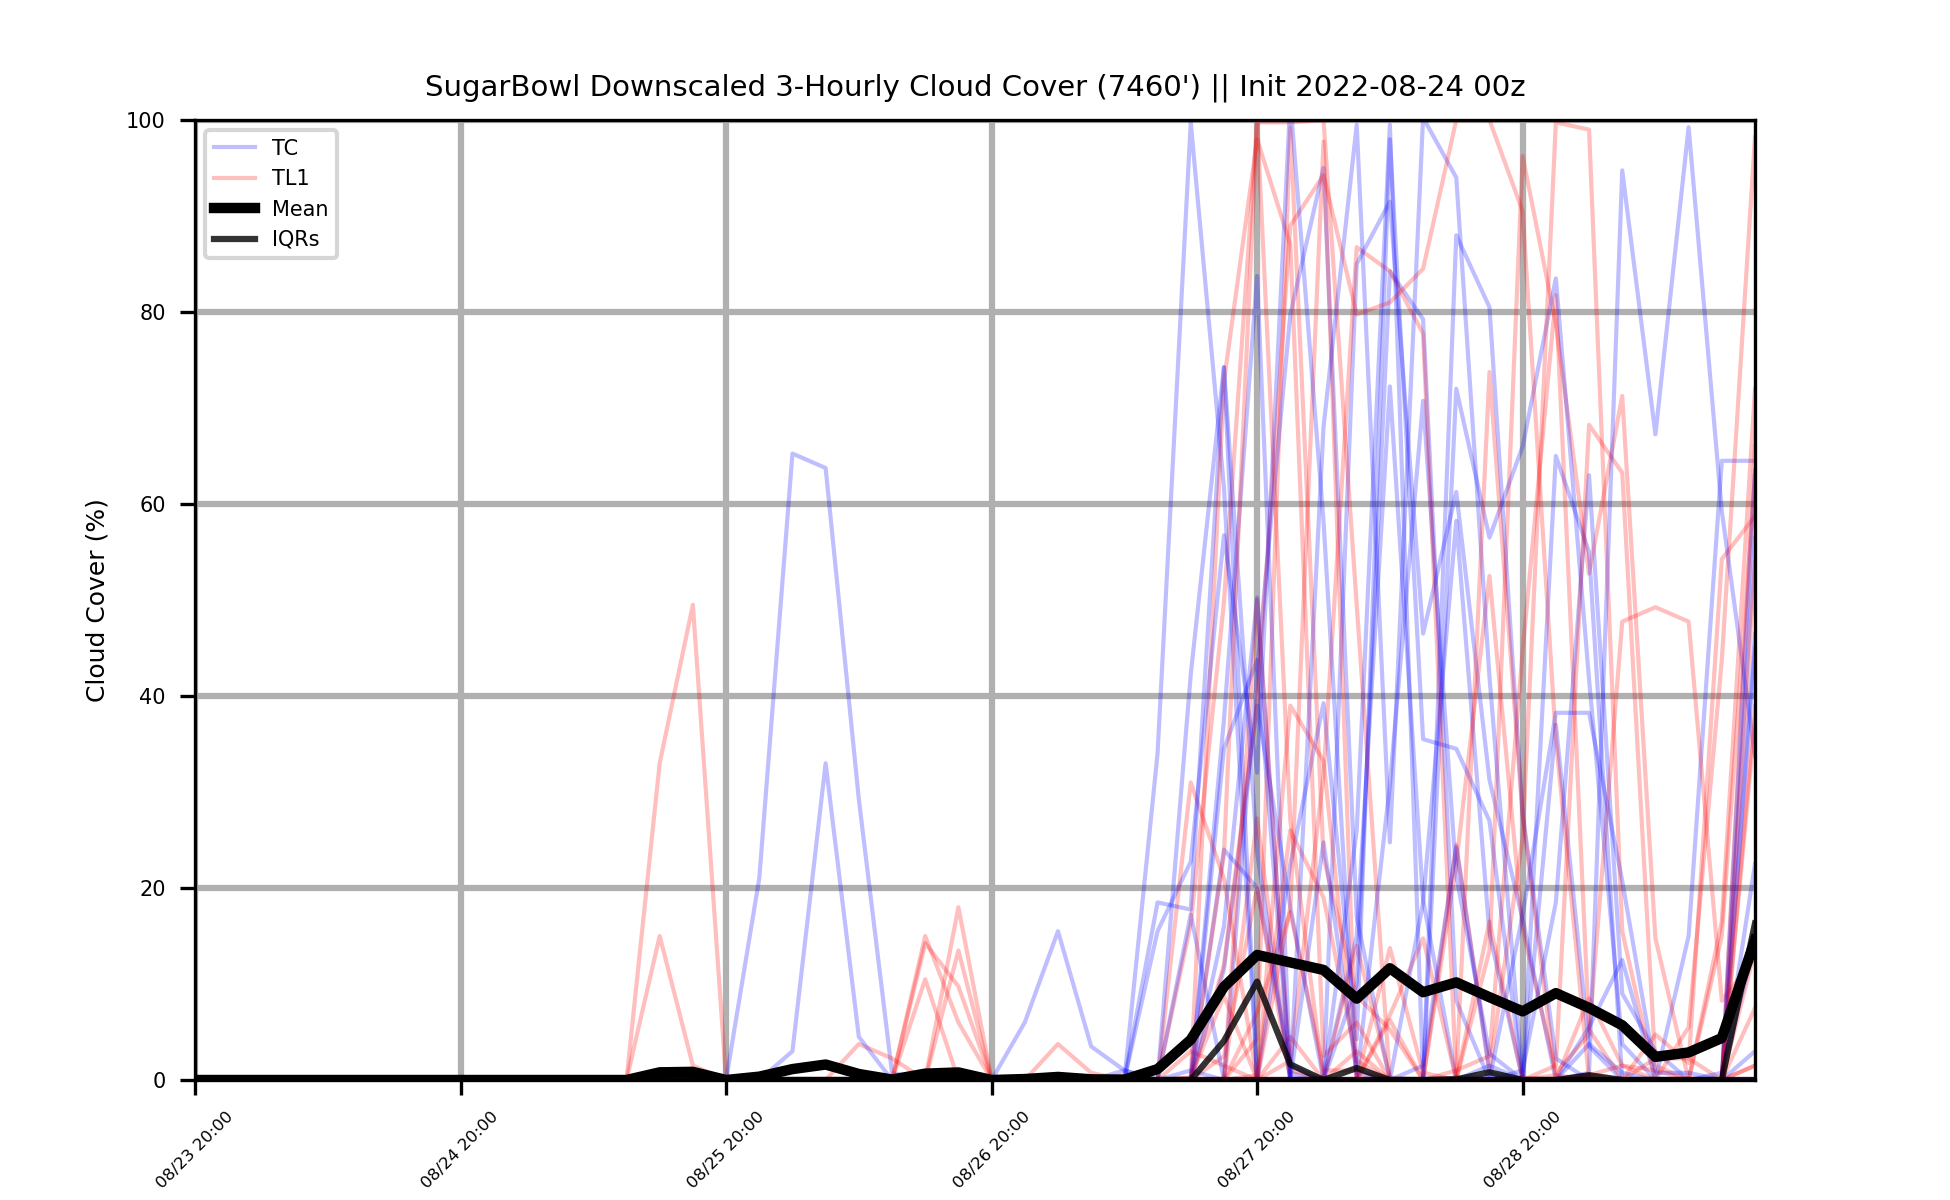 SugarBowl Downscaled 3-Hourly Cloud Cover (7460') || Init 2022-08-24 00z
100
80
60
40
20
0
Cloud Cover (%)
TC
TL1
Mean
IQRs
08/23 20:00
08/24 20:00
08/25 20:00
08/26 20:00
08/27 20:00
08/28 20:00